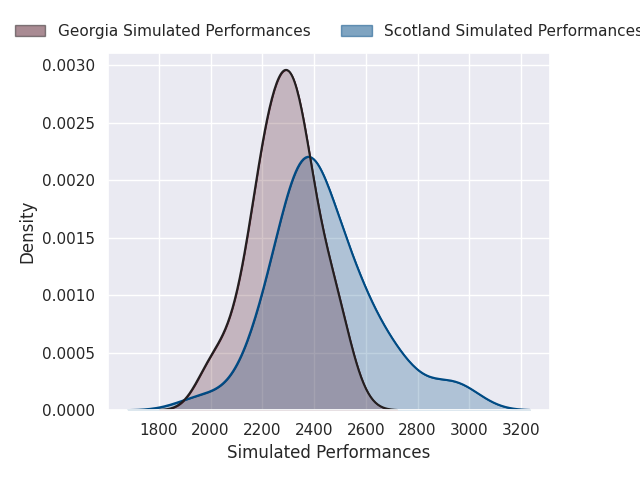 Georgia Simulated Performances
Scotland Simulated Performances
0.0030
0.0025
0.0020
0.0015
0.0010
0.0005
0.0000
Density
1800 2000 2200 2400 2600 2800 3000 3200
Simulated Performances